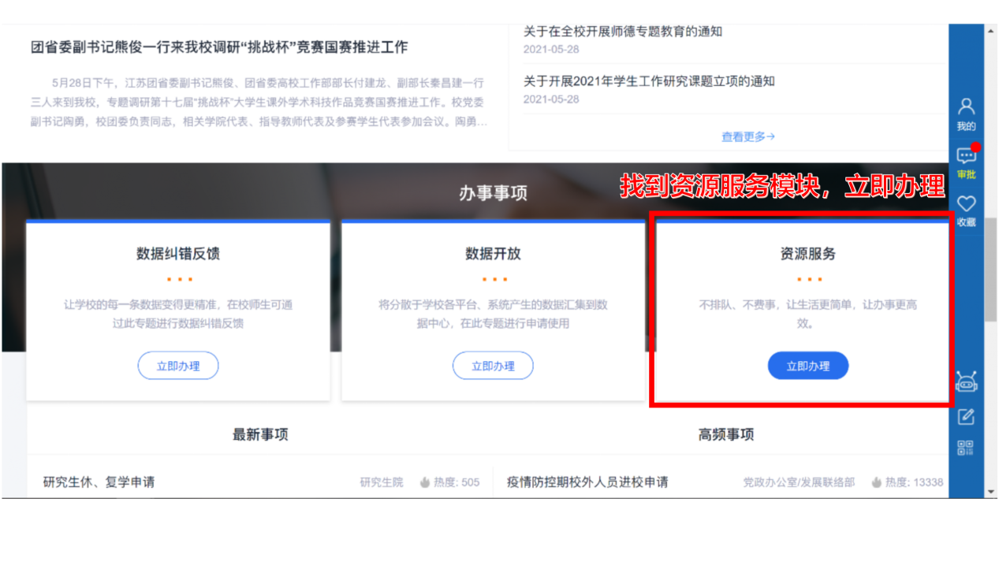 团省委副书记熊俊一行来我校调研“挑战杯”竞赛国赛推进工作
5月28日下午，江苏团省委副书记熊俊、团省委高校工作部部长付建龙、副部长秦昌建一行
三人来到我校，专题调研第十七届“挑战杯”大学生课外学术科技作品竞赛国赛推进工作。校党委
副书记陶勇，校团委负责同志，相关学院代表、指导教师代表及参赛学生代表参加会议。陶勇…
关于在全校开展师德专题教育的通知
2021-05-28
关于开展2021年学生工作研究课题立项的通知
2021-05-28
查看更多→
我的
审批
收藏
办事事项
找到资源服务模块，立即办理
数据纠错反馈
让学校的每一条数据变得更精准，在校师生可通
过此专题进行数据纠错反馈
立即办理
数据开放
将分散于学校各平台、系统产生的数据汇集到数
据中心，在此专题进行申请使用
立即办理
资源服务
不排队、不费事，让生活更简单，让办事更高
效。
立即办理
最新事项
高频事项
研究生休、复学申请 研究生院 热度: 505
疫情防控期校外人员进校申请 党政办公室/发展联络部 热度: 13338